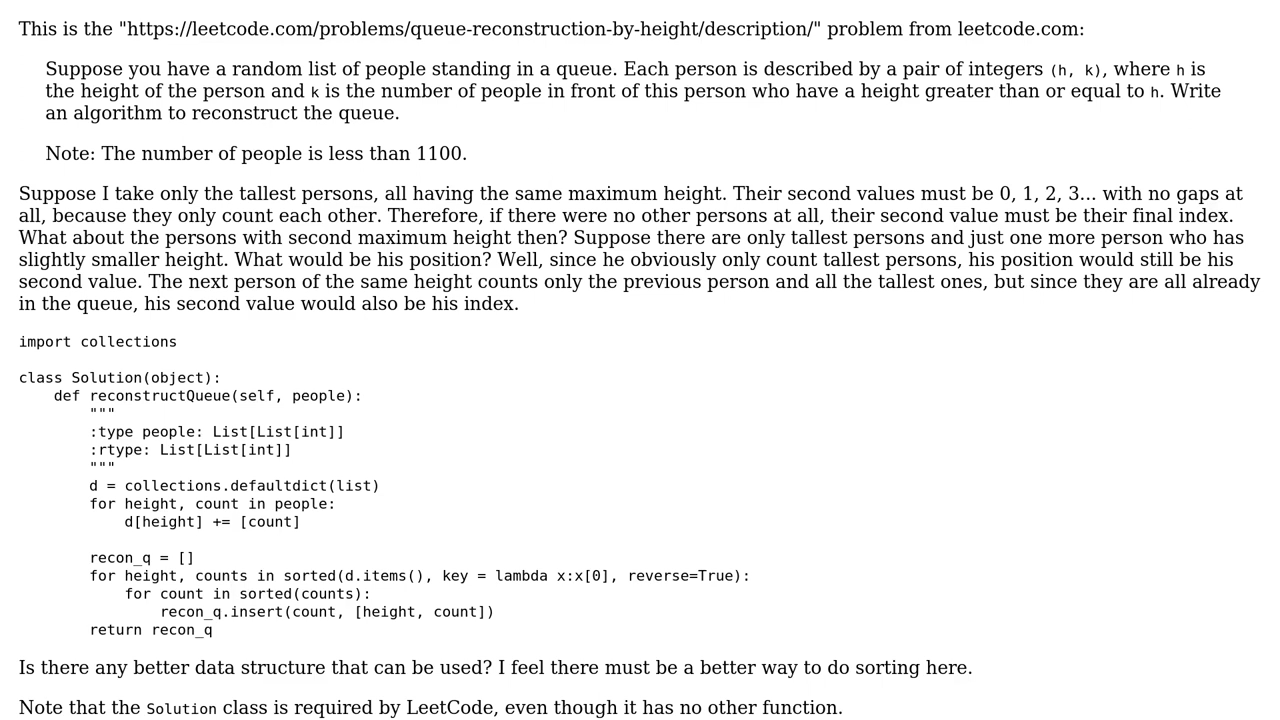 This is the "https://leetcode.com/problems/queue-reconstruction-by-height/description/" problem from leetcode.com:
Suppose you have a random list of people standing in a queue. Each person is described by a pair of integers (h, k), where h is
the height of the person and k is the number of people in front of this person who have a height greater than or equal to h. Write
an algorithm to reconstruct the queue.
Note: The number of people is less than 1100.
Suppose I take only the tallest persons, all having the same maximum height. Their second values must be 0, 1, 2, 3... with no gaps at
all, because they only count each other. Therefore, if there were no other persons at all, their second value must be their final index.
What about the persons with second maximum height then? Suppose there are only tallest persons and just one more person who has
slightly smaller height. What would be his position? Well, since he obviously only count tallest persons, his position would still be his
second value. The next person of the same height counts only the previous person and all the tallest ones, but since they are all already
in the queue, his second value would also be his index.
import collections
class Solution(object):
    def reconstructQueue(self, people):
        """
        :type people: List[List[int]]
        :rtype: List[List[int]]
        """
        d = collections.defaultdict(list)
        for height, count in people:
            d[height] += [count]
        recon_q = []
        for height, counts in sorted(d.items(), key = lambda x:x[0], reverse=True):
            for count in sorted(counts):
                recon_q.insert(count, [height, count])
        return recon_q
Is there any better data structure that can be used? I feel there must be a better way to do sorting here.
Note that the Solution class is required by LeetCode, even though it has no other function.